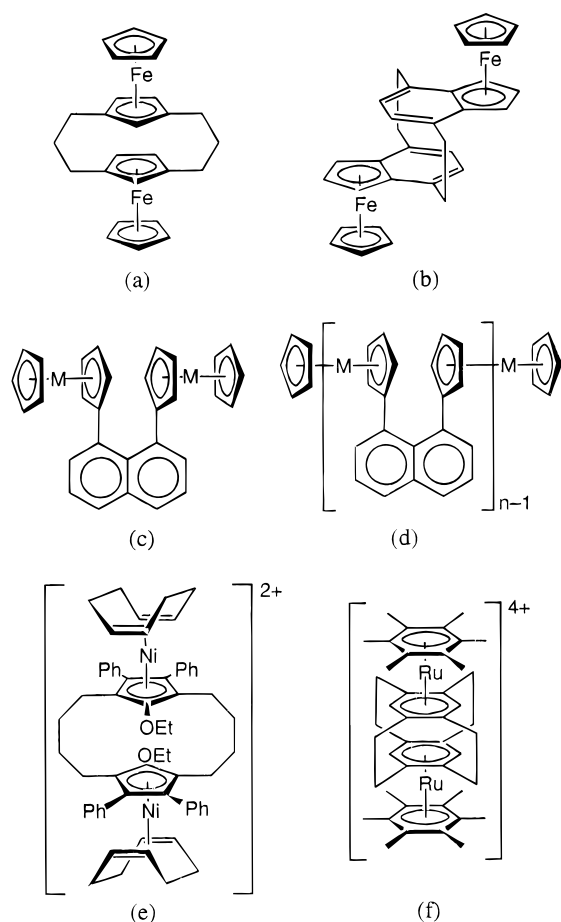 Fe
Fe
Fe
Fe
(a)
(b)
M
M
M
M
n−1
(c)
(d)
2+
4+
Ni
Ph
Ph
OEt
OEt
Ph
Ph
Ni
Ru
Ru
(e)
(f)